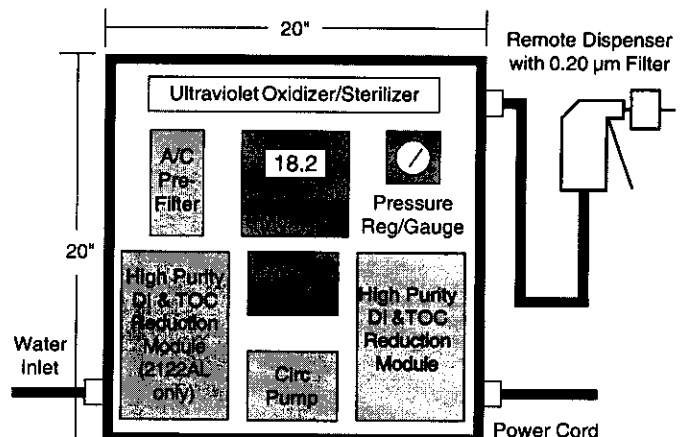 20"
Remote Dispenser
with 0.20 µm Filter
Ultraviolet Oxidizer/Sterilizer
A/C
Pre-
Filter
18.2
Pressure
Reg/Gauge
20"
High Purity
DI & TOC
Reduction
Module
(2122AL
only)
High Purity
DI & TOC
Reduction
Module
Water
Inlet
Circ
Pump
Power Cord